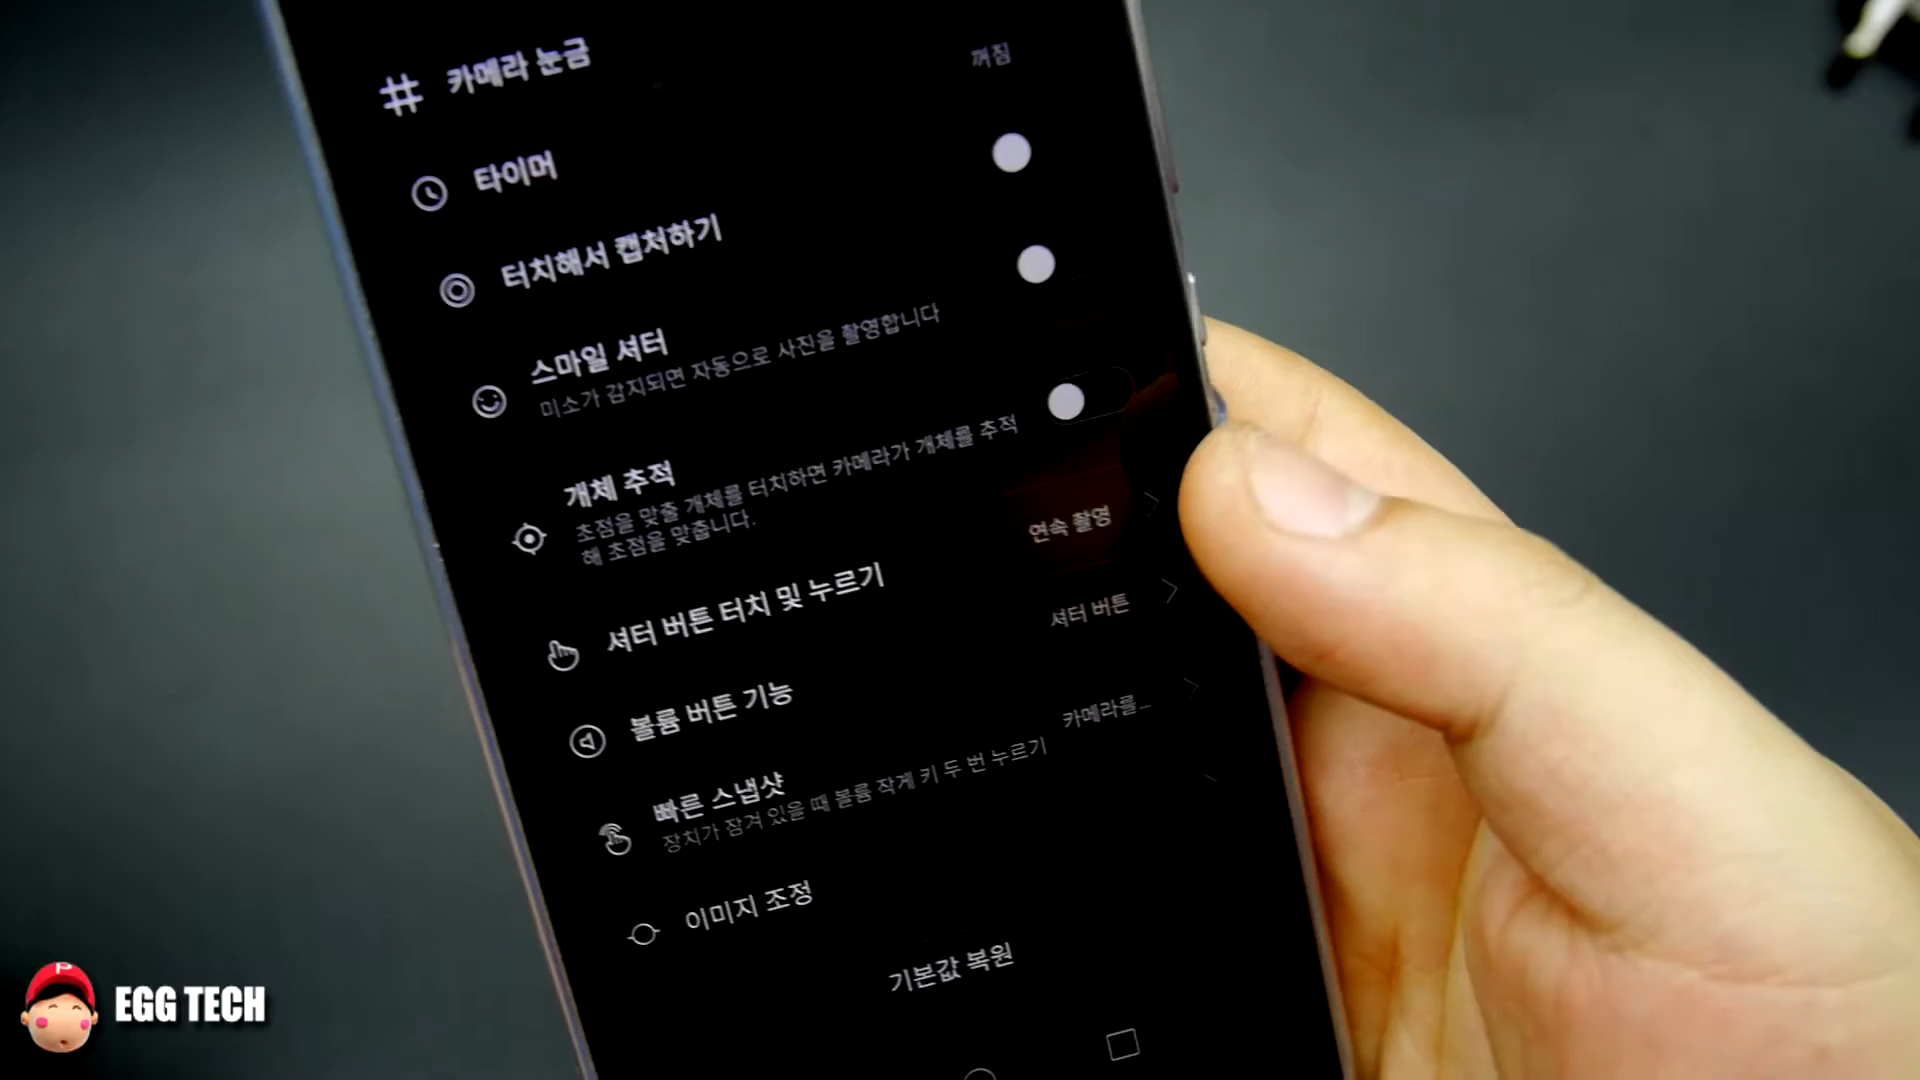 카메라 눈금
꺼짐
타이머
터치해서 캡처하기
스마일 셔터
미소가 감지되면 자동으로 사진을 촬영합니다
개체 추적
초점을 맞출 개체를 터치하면 카메라가 개체를 추적
해 초점을 맞춥니다.
셔터 버튼 터치 및 누르기
연속 촬영
볼륨 버튼 기능
셔터 버튼
빠른 스냅샷
장치가 잠겨 있을 때 볼륨 작게 키 두 번 누르기
카메라를...
이미지 조정
기본값 복원
P
EGG TECH